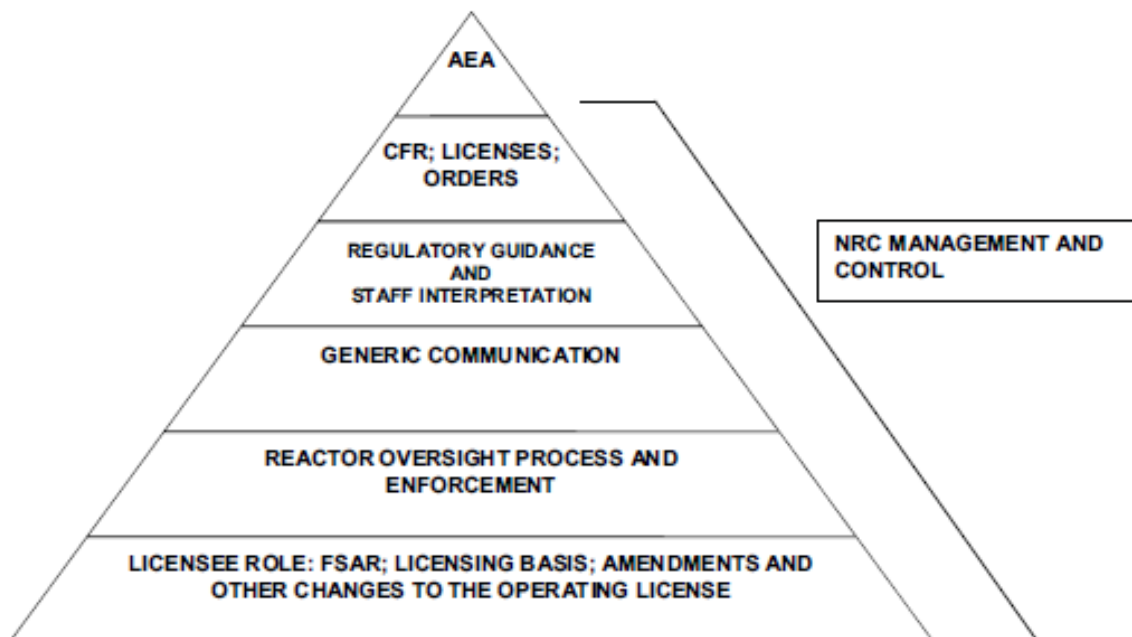 AEA
CFR; LICENSES;
ORDERS
REGULATORY GUIDANCE
AND
STAFF INTERPRETATION
NRC MANAGEMENT AND
CONTROL
GENERIC COMMUNICATION
REACTOR OVERSIGHT PROCESS AND
ENFORCEMENT
LICENSEE ROLE: FSAR; LICENSING BASIS; AMENDMENTS AND
OTHER CHANGES TO THE OPERATING LICENSE